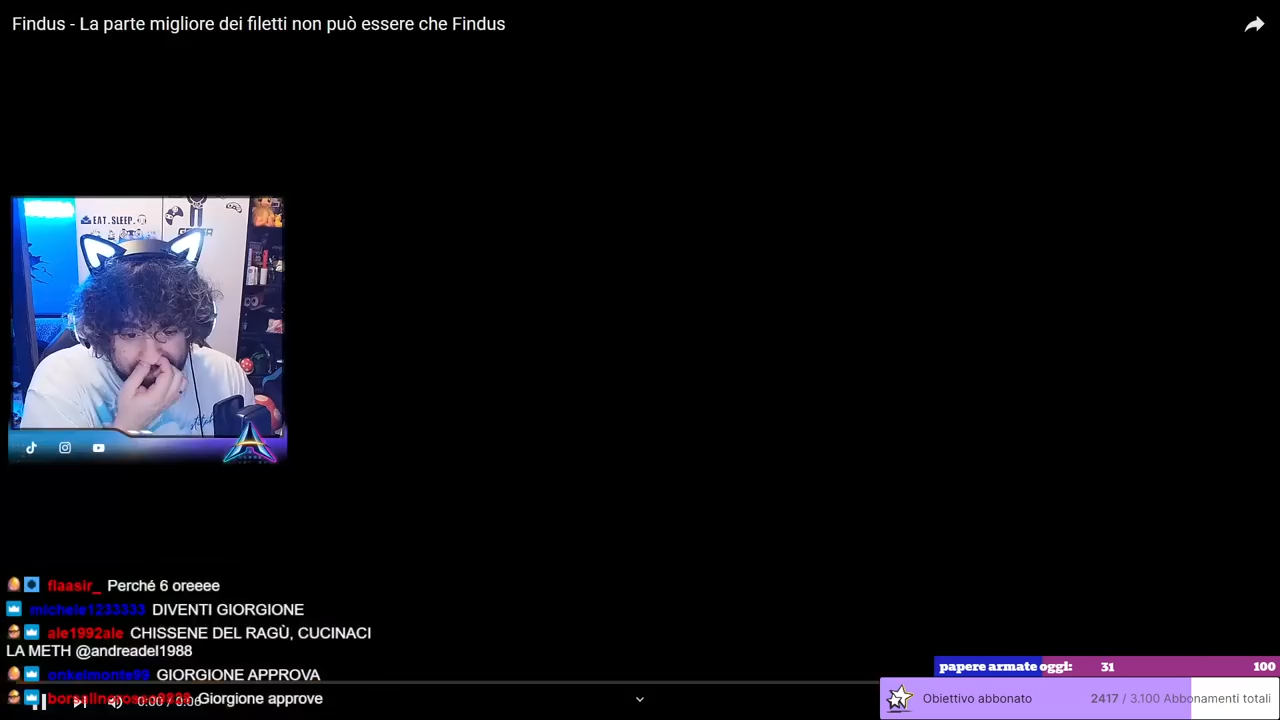 Findus - La parte migliore dei filetti non può essere che Findus
EAT.SLEEP.
flaasir_ Perché 6 oreeee
michele1233333 DIVENTI GIORGIONE
ale1992ale CHISSENE DEL RAGÙ, CUCINACI
LA METH @andreadel1988
onkelmonte99 GIORGIONE APPROVA
Giorgione approve
0:00 / 0:06
papere armate oggi: 31 100
Obiettivo abbonato 2417 / 3.100 Abbonamenti totali